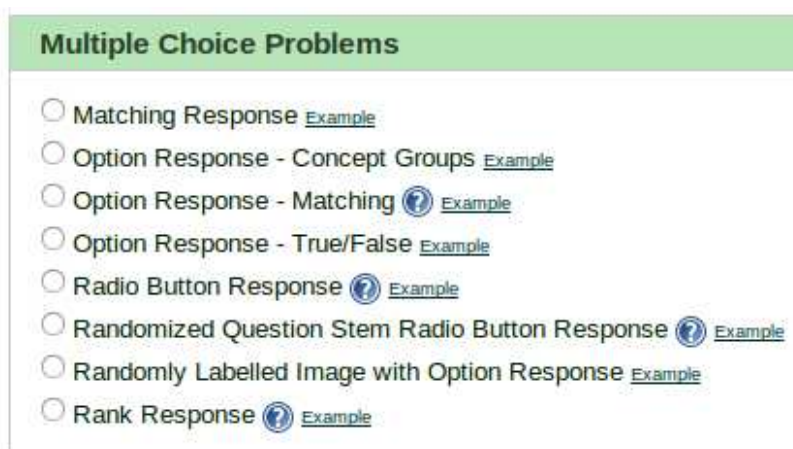 Multiple Choice Problems
Matching Response Example
Option Response - Concept Groups Example
Option Response - Matching ? Example
Option Response - True/False Example
Radio Button Response ? Example
Randomized Question Stem Radio Button Response ? Example
Randomly Labelled Image with Option Response Example
Rank Response ? Example